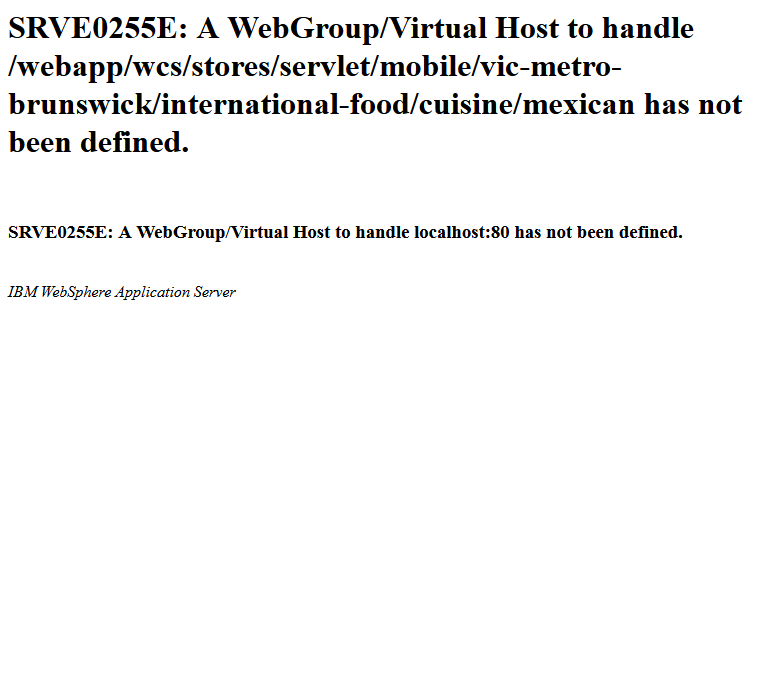 SRVE0255E: A WebGroup/Virtual Host to handle
/webapp/wcs/stores/servlet/mobile/vic-metro-
brunswick/international-food/cuisine/mexican has not
been defined.
SRVE0255E: A WebGroup/Virtual Host to handle localhost:80 has not been defined.
IBM WebSphere Application Server